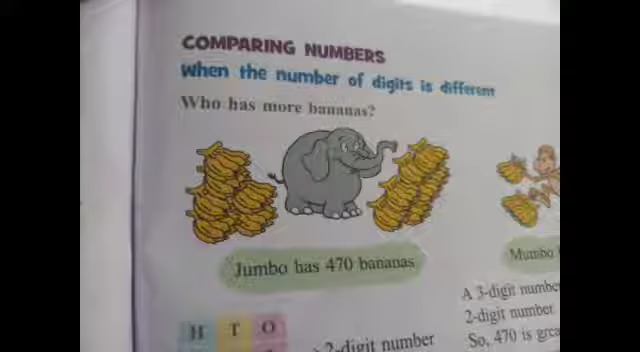 COMPARING NUMBERS
When the number of digits is different
Who has more bananas?
Jumbo has 470 bananas
Mumbo
A 3-digit number
2-digit number
So, 470 is
H T O
2-digit number